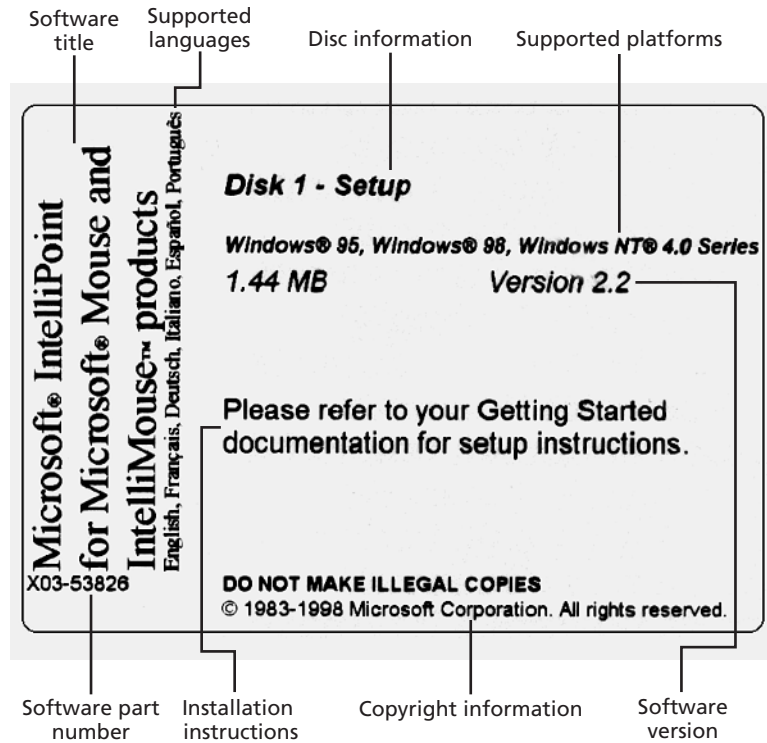 Software
title
Supported
languages
Disc information
Supported platforms
Microsoft® IntelliPoint
for Microsoft® Mouse and
IntelliMouse™ products
English, Français, Deutsch, Italiano, Español, Português
X03-53826
Disk 1 - Setup
Windows® 95, Windows® 98, Windows NT® 4.0 Series
1.44 MB Version 2.2
Please refer to your Getting Started
documentation for setup instructions.
DO NOT MAKE ILLEGAL COPIES
© 1983-1998 Microsoft Corporation. All rights reserved.
Software part
number
Installation
instructions
Copyright information
Software
version